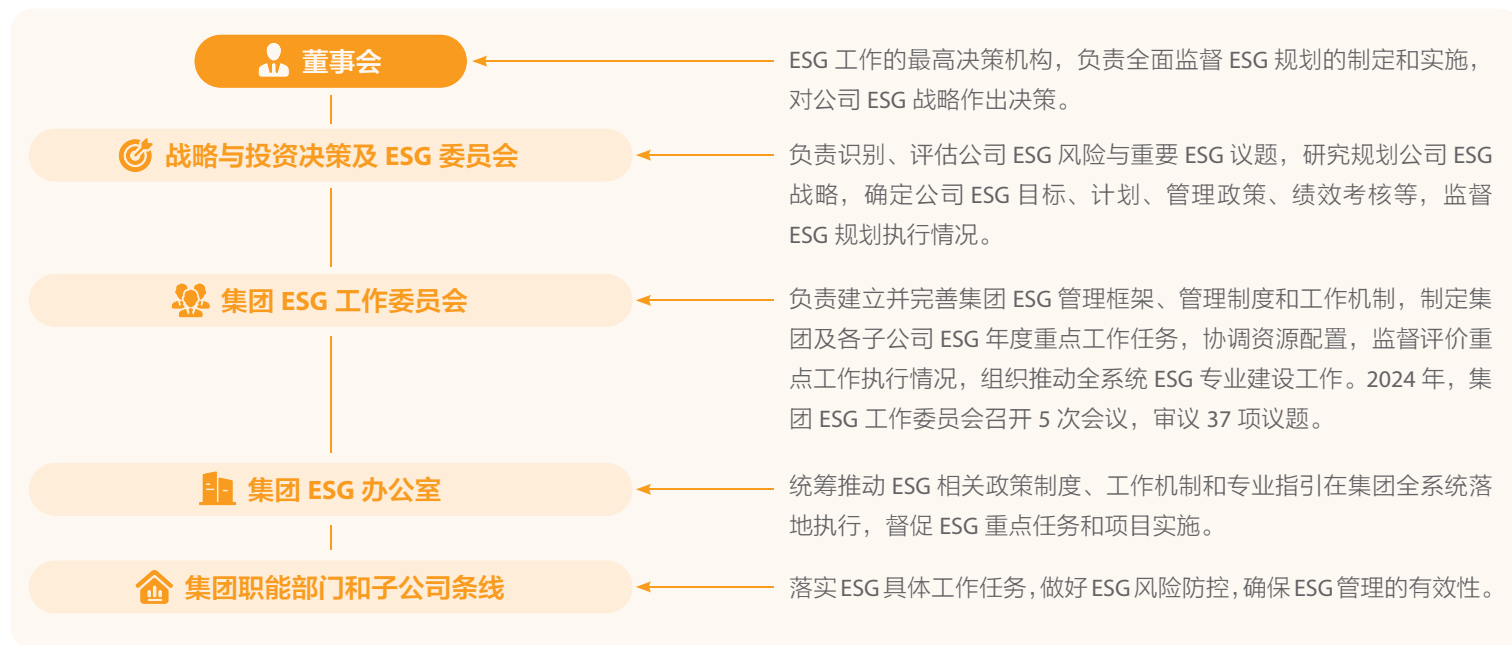 董事会
ESG 工作的最高决策机构，负责全面监督 ESG 规划的制定和实施，
对公司 ESG 战略作出决策。
战略与投资决策及 ESG 委员会
负责识别、评估公司 ESG 风险与重要 ESG 议题，研究规划公司 ESG
战略，确定公司 ESG 目标、计划、管理政策、绩效考核等，监督
ESG 规划执行情况。
集团 ESG 工作委员会
负责建立并完善集团 ESG 管理框架、管理制度和工作机制，制定集
团及各子公司 ESG 年度重点工作任务，协调资源配置，监督评价重
点工作执行情况，组织推动全系统 ESG 专业建设工作。2024 年，集
团 ESG 工作委员会召开 5 次会议，审议 37 项议题。
集团 ESG 办公室
统筹推动 ESG 相关政策制度、工作机制和专业指引在集团全系统落
地执行，督促 ESG 重点任务和项目实施。
集团职能部门和子公司条线
落实 ESG 具体工作任务，做好 ESG 风险防控，确保 ESG 管理的有效性。